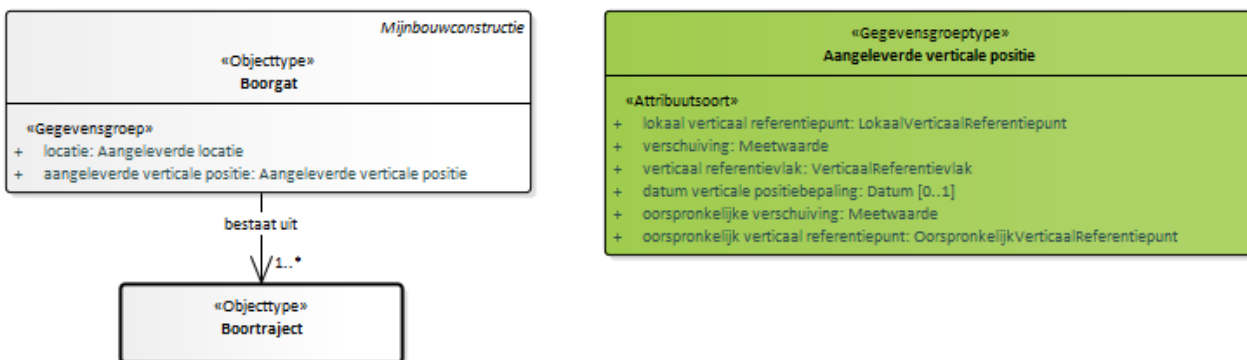 Mijnbouwconstructie
«Objecttype»
Boorgat
«Gegevensgroep»
+ locatie: Aangeleverde locatie
+ aangeleverde verticale positie: Aangeleverde verticale positie
bestaat uit
1..*
«Objecttype»
Boortraject
«Gegevensgroeptype»
Aangeleverde verticale positie
«Attribuutsoort»
+ lokaal verticaal referentiepunt: LokaalVerticaalReferentiepunt
+ verschuiving: Meetwaarde
+ verticaal referentievlak: VerticaalReferentievlak
+ datum verticale positiebepaling: Datum [0..1]
+ oorspronkelijke verschuiving: Meetwaarde
+ oorspronkelijk verticaal referentiepunt: OorspronkelijkVerticaalReferentiepunt